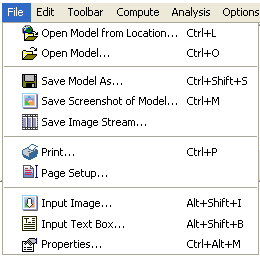 File Edit Toolbar Compute Analysis Options
Open Model from Location... Ctrl+L
Open Model... Ctrl+O
Save Model As... Ctrl+Shift+S
Save Screenshot of Model... Ctrl+M
Save Image Stream...
Print... Ctrl+P
Page Setup...
Input Image... Alt+Shift+I
Input Text Box... Alt+Shift+B
Properties... Ctrl+Alt+M